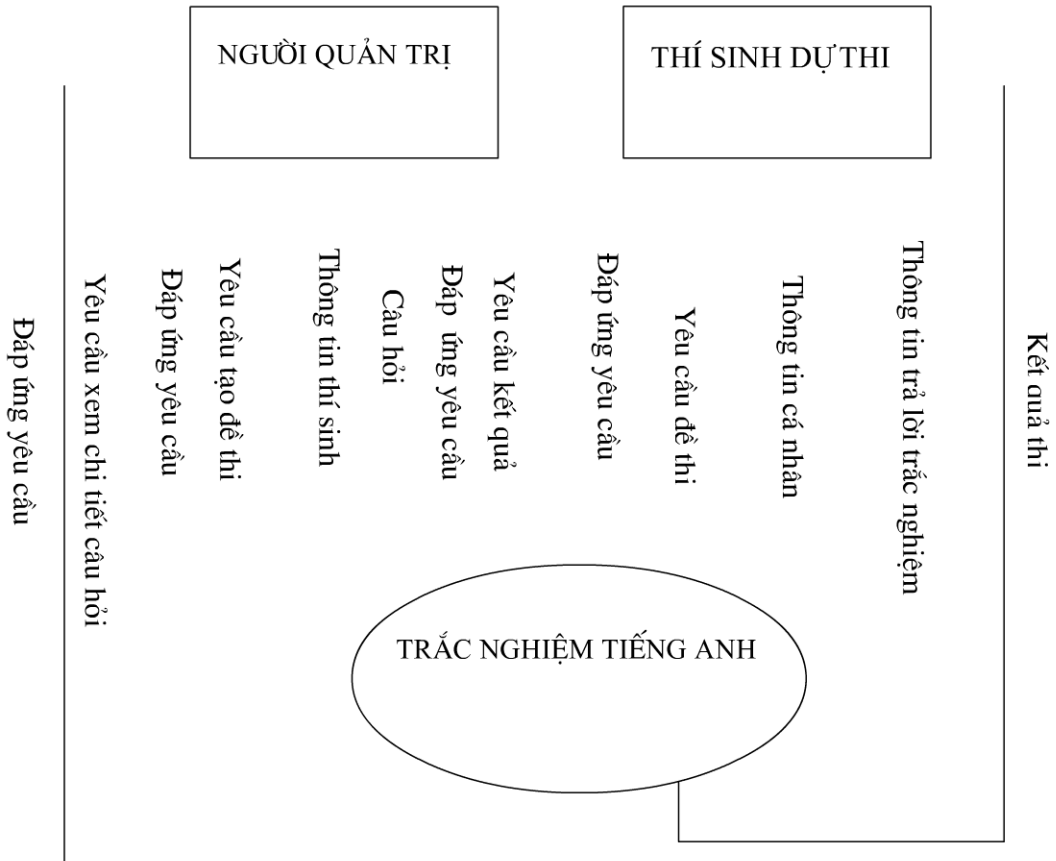 NGƯỜI QUẢN TRỊ
THÍ SINH DỰ THI
Đáp ứng yêu cầu
Yêu cầu xem chi tiết câu hỏi
Đáp ứng yêu cầu
Yêu cầu tạo đề thi
Thông tin thí sinh
Câu hỏi
Đáp ứng yêu cầu
Yêu cầu kết quả
Đáp ứng yêu cầu
Yêu cầu đề thi
Thông tin cá nhân
Thông tin trả lời trắc nghiệm
Kết quả thi
TRẮC NGHIỆM TIẾNG ANH